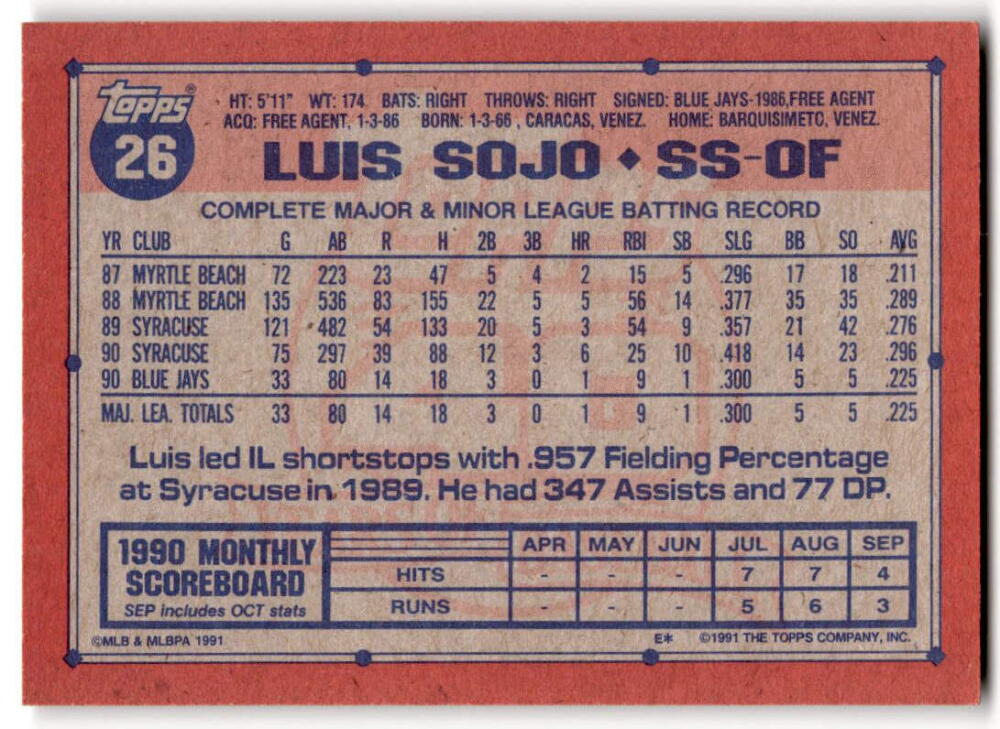 topps®
26
HT: 5'11" WT: 174 BATS: RIGHT THROWS: RIGHT SIGNED: BLUE JAYS-1986,FREE AGENT
ACQ: FREE AGENT, 1-3-86 BORN: 1-3-66 , CARACAS, VENEZ. HOME: BARQUISIMETO, VENEZ.
LUIS SOJO ♦ SS-OF
COMPLETE MAJOR & MINOR LEAGUE BATTING RECORD
YR CLUB G AB R H 2B 3B HR RBI SB SLG BB SO AVG
87 MYRTLE BEACH 72 223 23 47 5 4 2 15 5 .296 17 18 .211
88 MYRTLE BEACH 135 536 83 155 22 5 5 56 14 .377 35 35 .289
89 SYRACUSE 121 482 54 133 20 5 3 54 9 .357 21 42 .276
90 SYRACUSE 75 297 39 88 12 3 6 25 10 .418 14 23 .296
90 BLUE JAYS 33 80 14 18 3 0 1 9 1 .300 5 5 .225
MAJ. LEA. TOTALS 33 80 14 18 3 0 1 9 1 .300 5 5 .225
Luis led IL shortstops with .957 Fielding Percentage
at Syracuse in 1989. He had 347 Assists and 77 DP.
1990 MONTHLY
SCOREBOARD
SEP includes OCT stats
APR MAY JUN JUL AUG SEP
HITS - - - 7 7 4
RUNS - - - 5 6 3
©MLB & MLBPA 1991 E* ©1991 THE TOPPS COMPANY, INC.